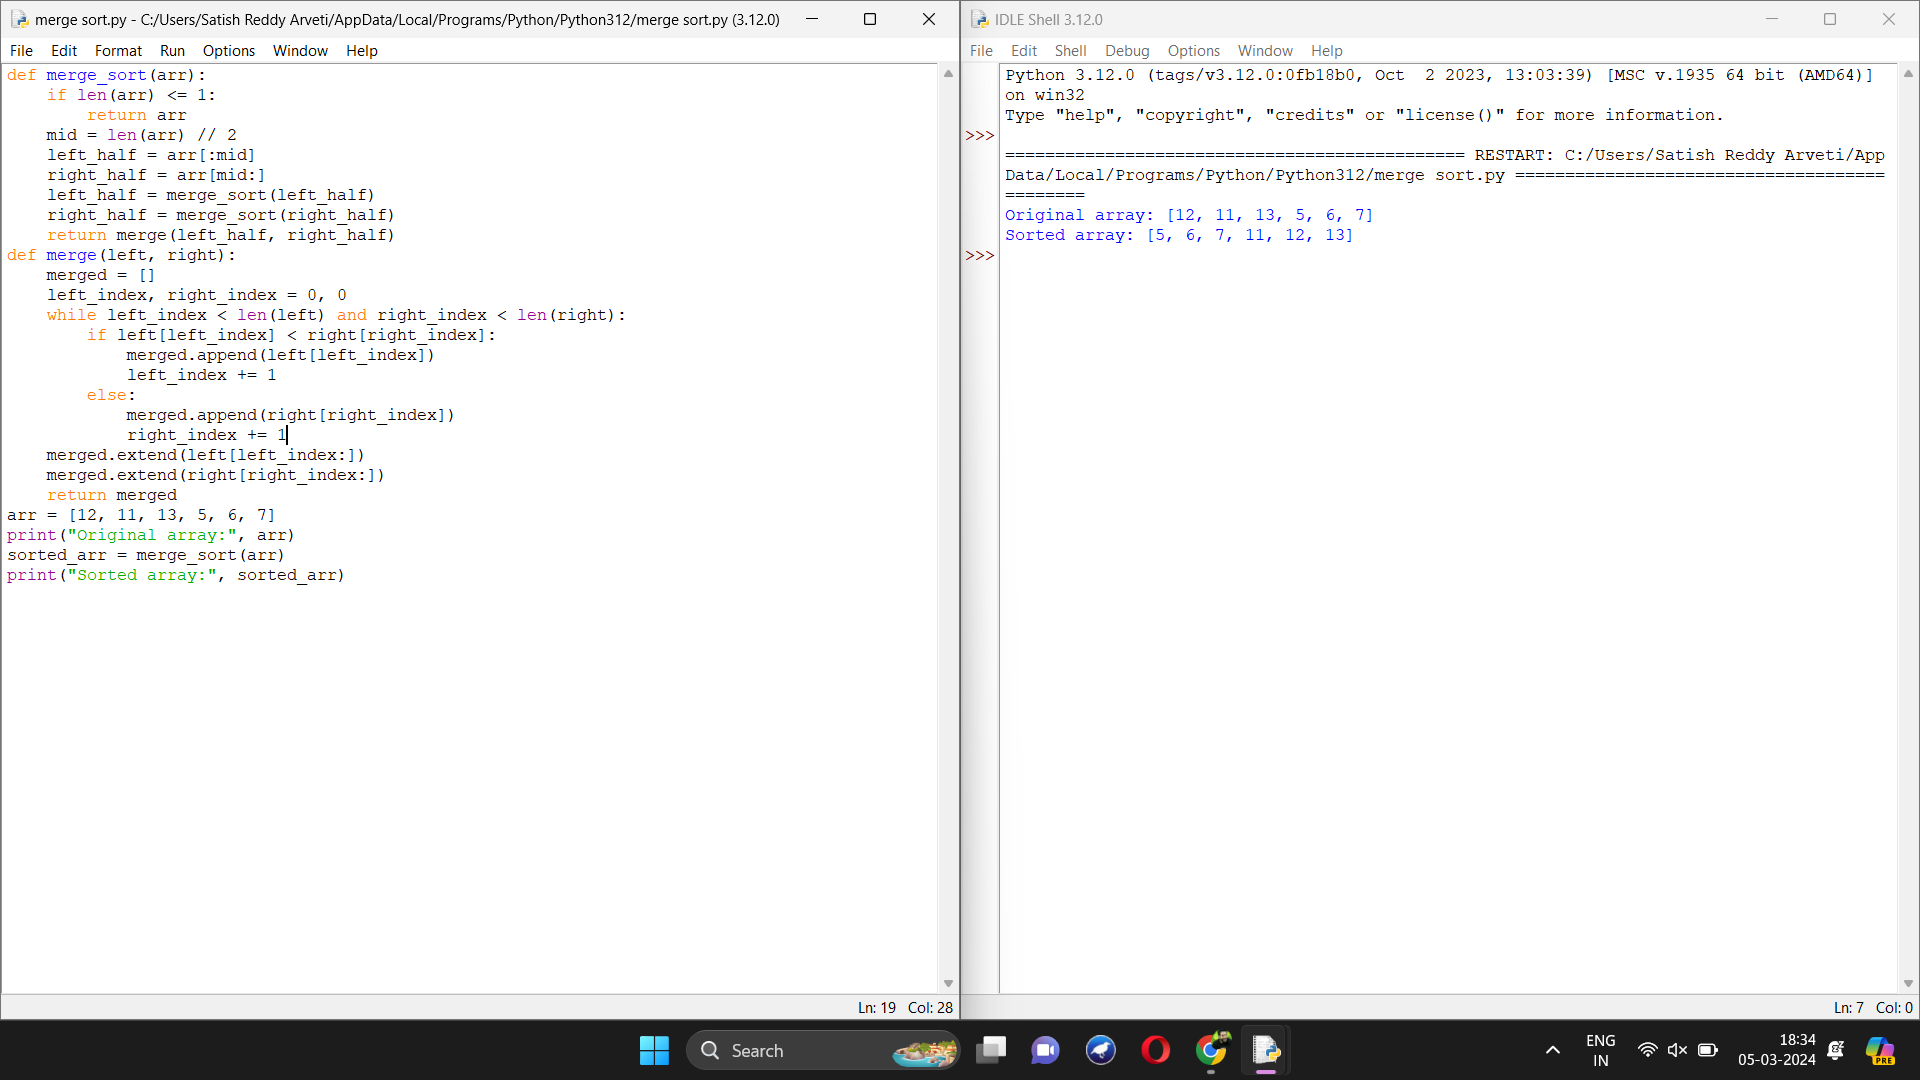 merge sort.py - C:/Users/Satish Reddy Arveti/AppData/Local/Programs/Python/Python312/merge sort.py (3.12.0)
File Edit Format Run Options Window Help
def merge_sort(arr):
    if len(arr) <= 1:
        return arr
    mid = len(arr) // 2
    left_half = arr[:mid]
    right_half = arr[mid:]
    left_half = merge_sort(left_half)
    right_half = merge_sort(right_half)
    return merge(left_half, right_half)
def merge(left, right):
    merged = []
    left_index, right_index = 0, 0
    while left_index < len(left) and right_index < len(right):
        if left[left_index] < right[right_index]:
            merged.append(left[left_index])
            left_index += 1
        else:
            merged.append(right[right_index])
            right_index += 1
    merged.extend(left[left_index:])
    merged.extend(right[right_index:])
    return merged
arr = [12, 11, 13, 5, 6, 7]
print("Original array:", arr)
sorted_arr = merge_sort(arr)
print("Sorted array:", sorted_arr)
Ln: 19 Col: 28
IDLE Shell 3.12.0
File Edit Shell Debug Options Window Help
Python 3.12.0 (tags/v3.12.0:0fb18b0, Oct  2 2023, 13:03:39) [MSC v.1935 64 bit (AMD64)]
on win32
Type "help", "copyright", "credits" or "license()" for more information.
>>>
============================================== RESTART: C:/Users/Satish Reddy Arveti/App
Data/Local/Programs/Python/Python312/merge sort.py =====================================
========
Original array: [12, 11, 13, 5, 6, 7]
Sorted array: [5, 6, 7, 11, 12, 13]
>>>
Ln: 7 Col: 0
Search
ENG
IN
18:34
05-03-2024
PRE